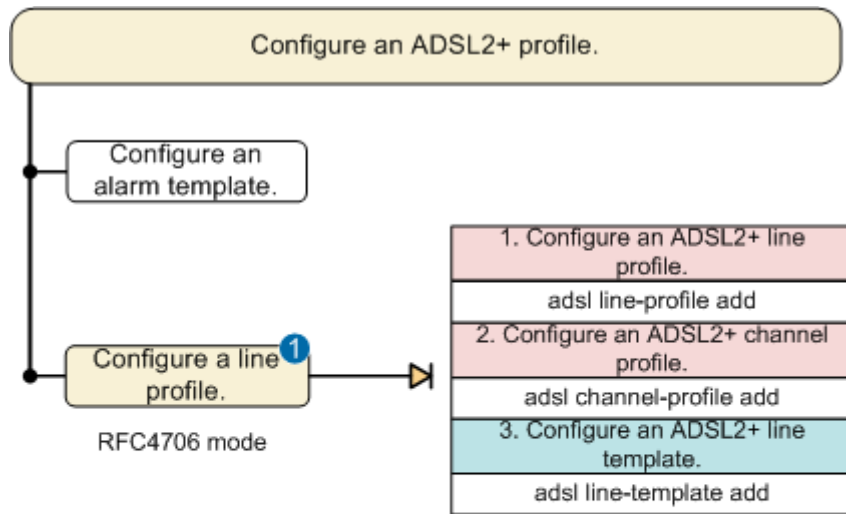 Configure an ADSL2+ profile.
Configure an
alarm template.
Configure a line
profile.
1
RFC4706 mode
1. Configure an ADSL2+ line
profile.
adsl line-profile add
2. Configure an ADSL2+ channel
profile.
adsl channel-profile add
3. Configure an ADSL2+ line
template.
adsl line-template add